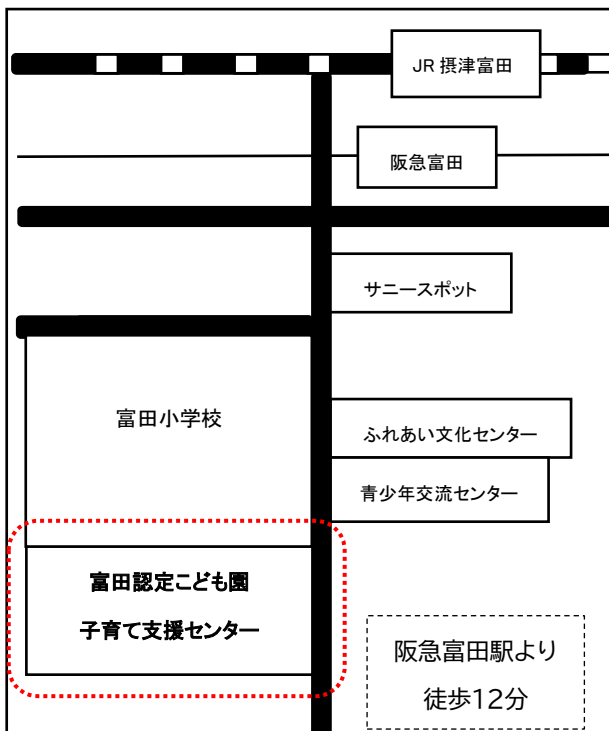 JR 摂津富田
阪急富田
サニースポット
富田小学校
ふれあい文化センター
青少年交流センター
富田認定こども園
子育て支援センター
阪急富田駅より
徒歩12分